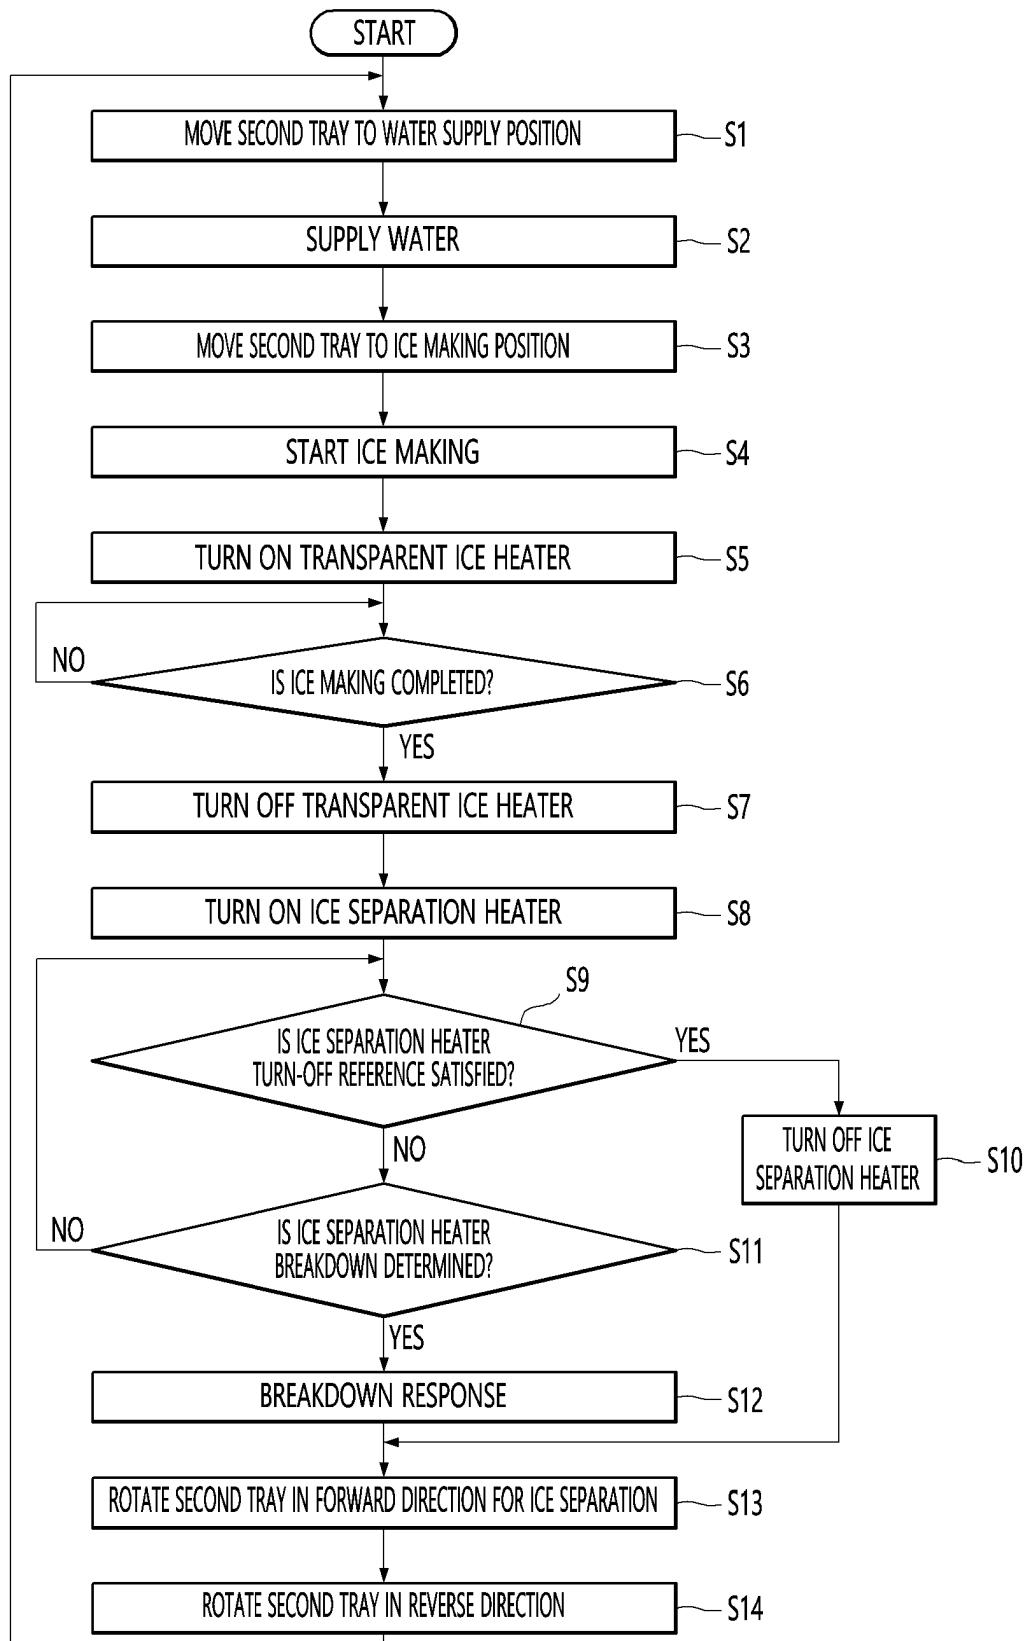 START
MOVE SECOND TRAY TO WATER SUPPLY POSITION
S1
SUPPLY WATER
S2
MOVE SECOND TRAY TO ICE MAKING POSITION
S3
START ICE MAKING
S4
TURN ON TRANSPARENT ICE HEATER
S5
NO
IS ICE MAKING COMPLETED?
S6
YES
TURN OFF TRANSPARENT ICE HEATER
S7
TURN ON ICE SEPARATION HEATER
S8
S9
IS ICE SEPARATION HEATER
TURN-OFF REFERENCE SATISFIED?
YES
NO
TURN OFF ICE
SEPARATION HEATER
S10
NO
IS ICE SEPARATION HEATER
BREAKDOWN DETERMINED?
S11
YES
BREAKDOWN RESPONSE
S12
ROTATE SECOND TRAY IN FORWARD DIRECTION FOR ICE SEPARATION
S13
ROTATE SECOND TRAY IN REVERSE DIRECTION
S14